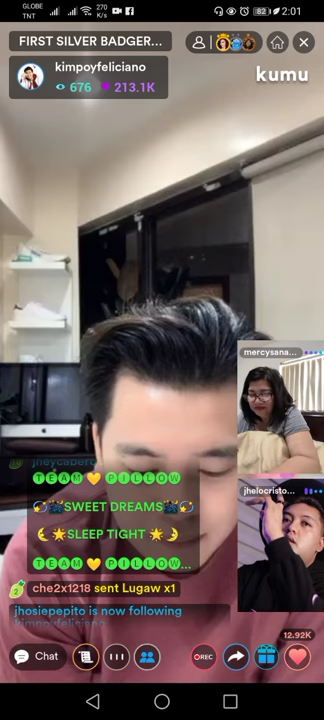 GLOBE
TNT
270
K/s
82
2:01
FIRST SILVER BADGER...
kimpoyfeliciano
676
213.1K
kumu
mercysana...
TEAM 💛 PILLOW
SWEET DREAMS
SLEEP TIGHT
TEAM 💛 PILLOW...
jhelocristo...
che2x1218 sent Lugaw x1
jhosiepepito is now following
kimpoyfeliciano
12.92K
Chat
REC